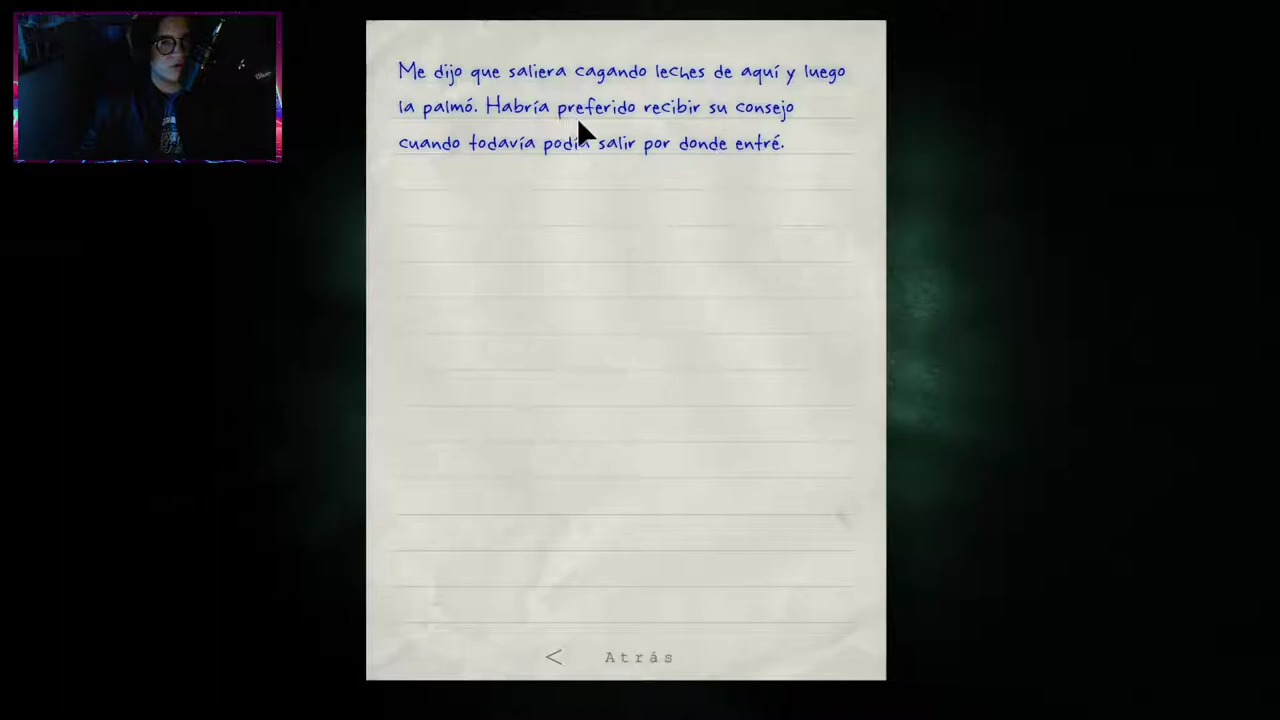 Me dijo que saliera cagando leches de aquí y luego
la palmó. Habría preferido recibir su consejo
cuando todavía podía salir por donde entré.
< Atrás